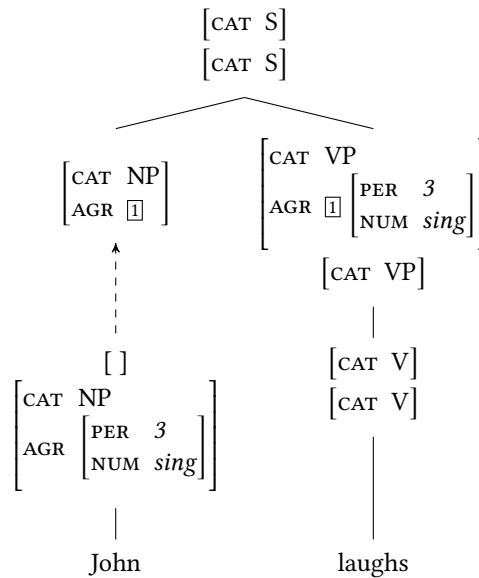 [CAT S]
[CAT S]
[CAT NP
AGR 1]
[CAT VP
AGR 1 [PER 3
NUM sing]]
[CAT VP]
[ ]
[CAT NP
AGR [PER 3
NUM sing]]
[CAT V]
[CAT V]
John
laughs